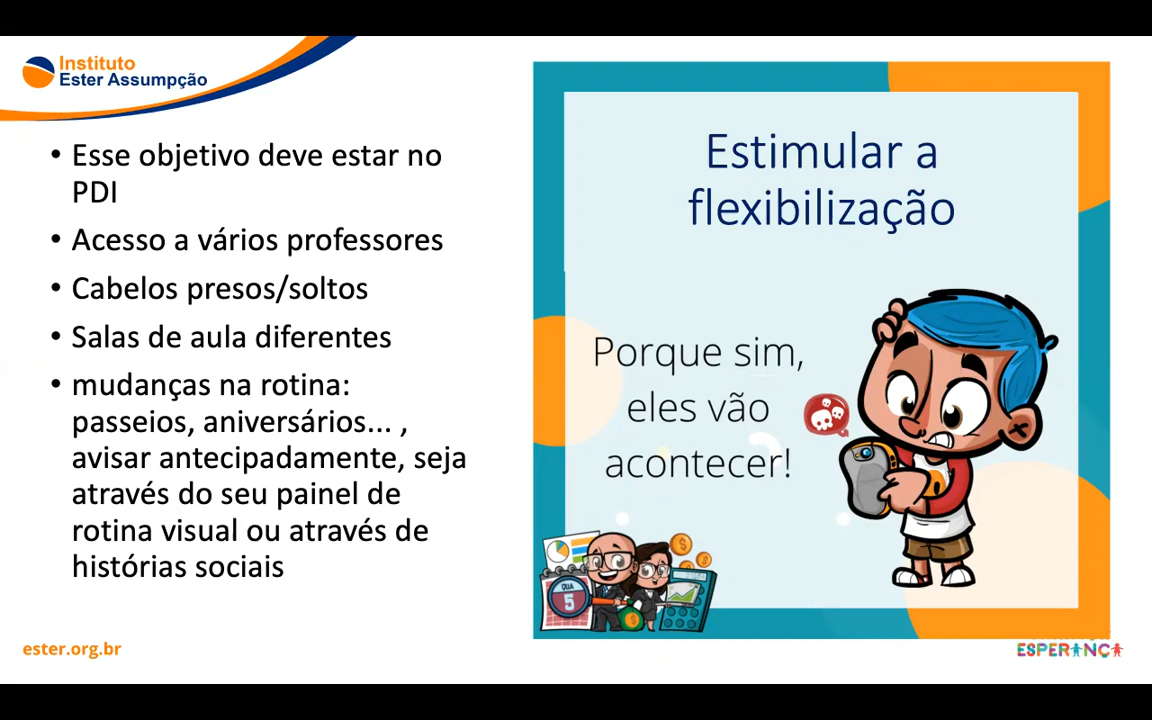 Instituto
Ester Assumpção
• Esse objetivo deve estar no
PDI
• Acesso a vários professores
• Cabelos presos/soltos
• Salas de aula diferentes
• mudanças na rotina:
passeios, aniversários... ,
avisar antecipadamente, seja
através do seu painel de
rotina visual ou através de
histórias sociais
ester.org.br
Estimular a
flexibilização
Porque sim,
eles vão
acontecer!
QUA
5
ESPERANÇA